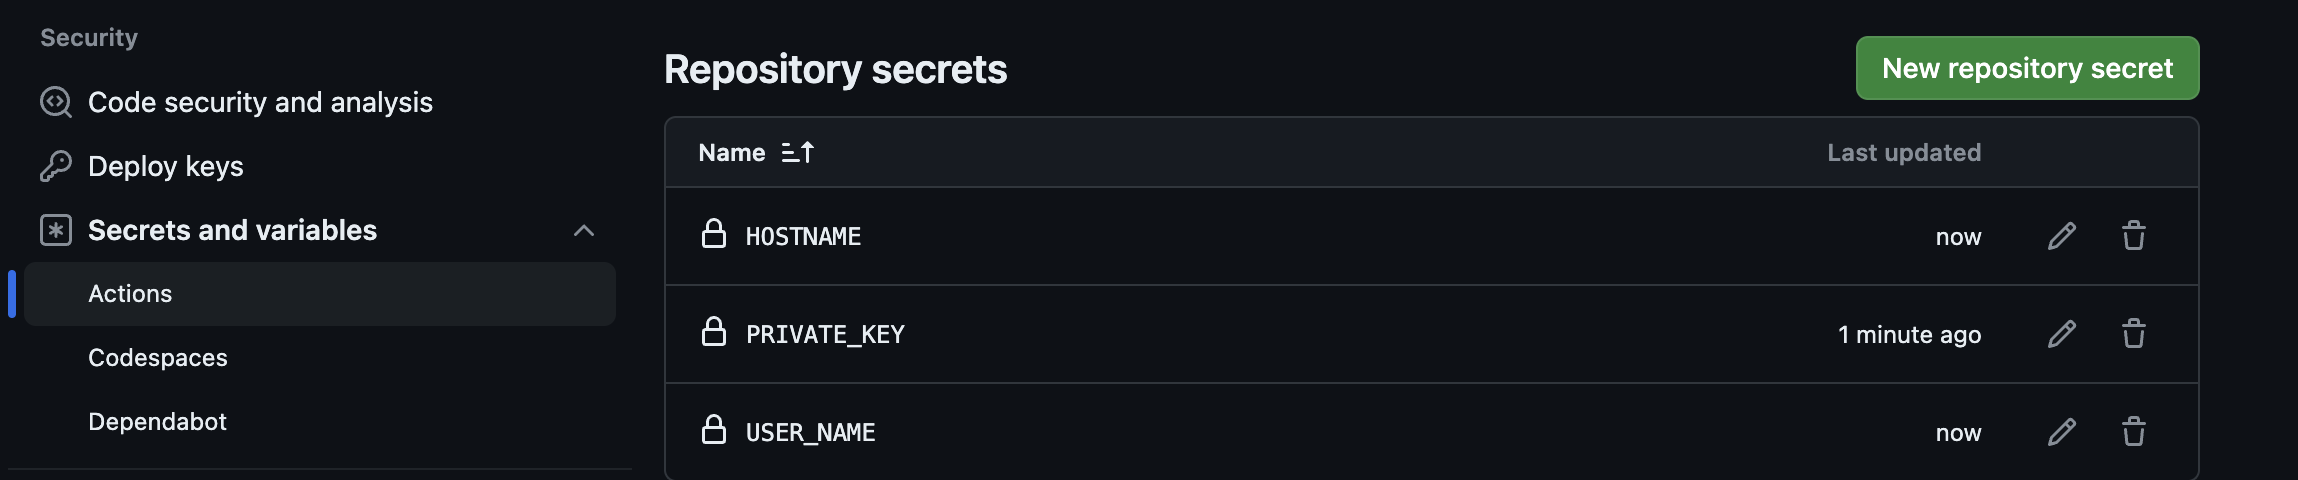 Security
Code security and analysis
Deploy keys
Secrets and variables
Actions
Codespaces
Dependabot
Repository secrets
New repository secret
Name Last updated
HOSTNAME now
PRIVATE_KEY 1 minute ago
USER_NAME now